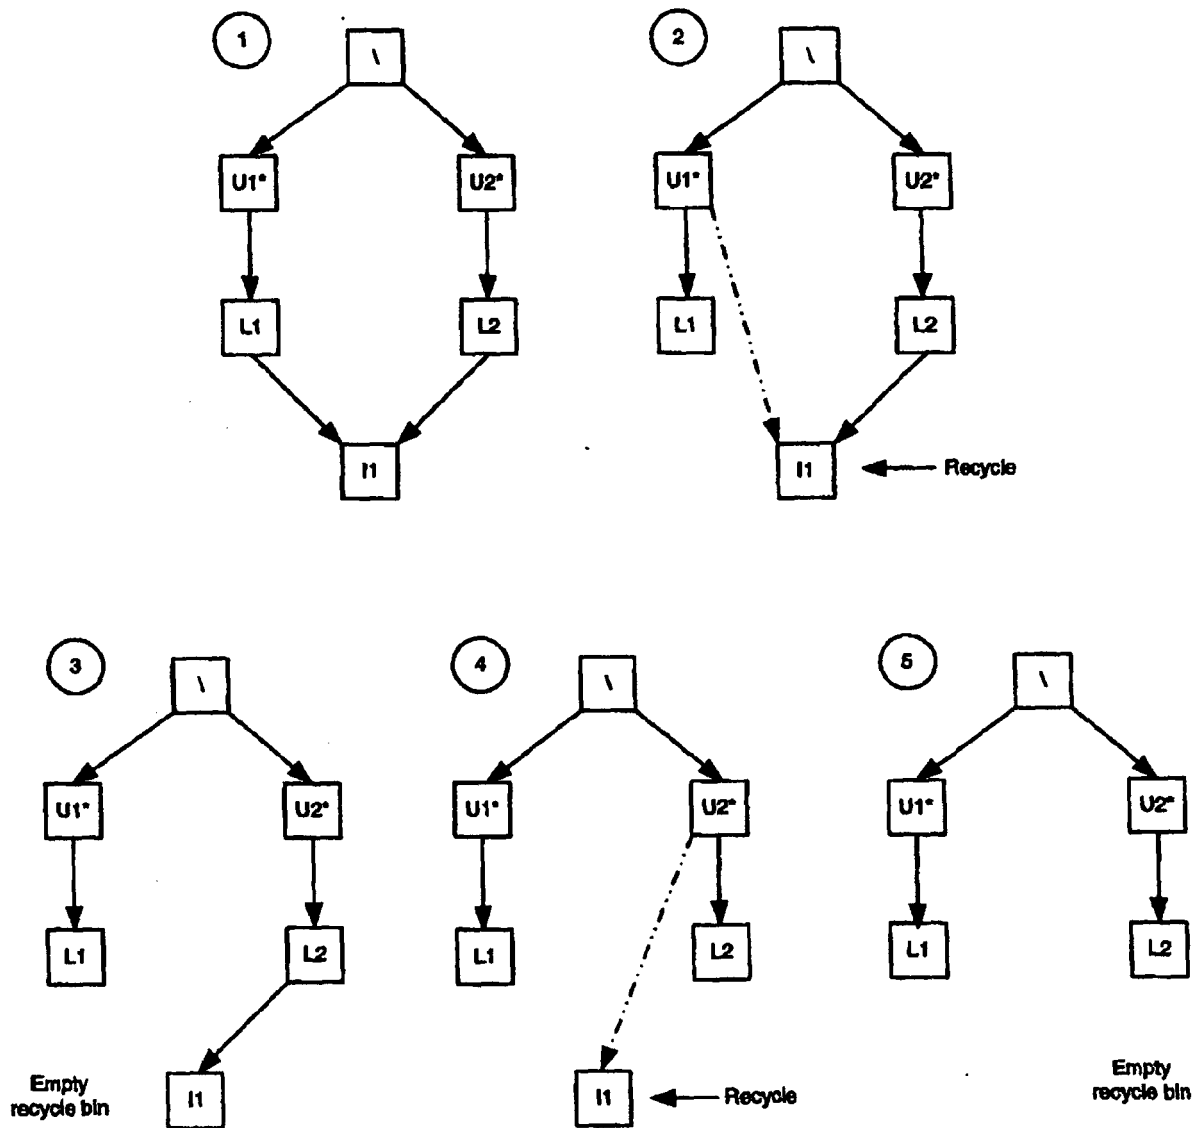 1
2
\
\
U1*
U2*
U1*
U2*
L1
L2
L1
L2
I1
I1
Recycle
3
4
5
\
\
\
U1*
U2*
U1*
U2*
U1*
U2*
L1
L2
L1
L2
L1
L2
Empty
recycle bin
I1
I1
Recycle
Empty
recycle bin